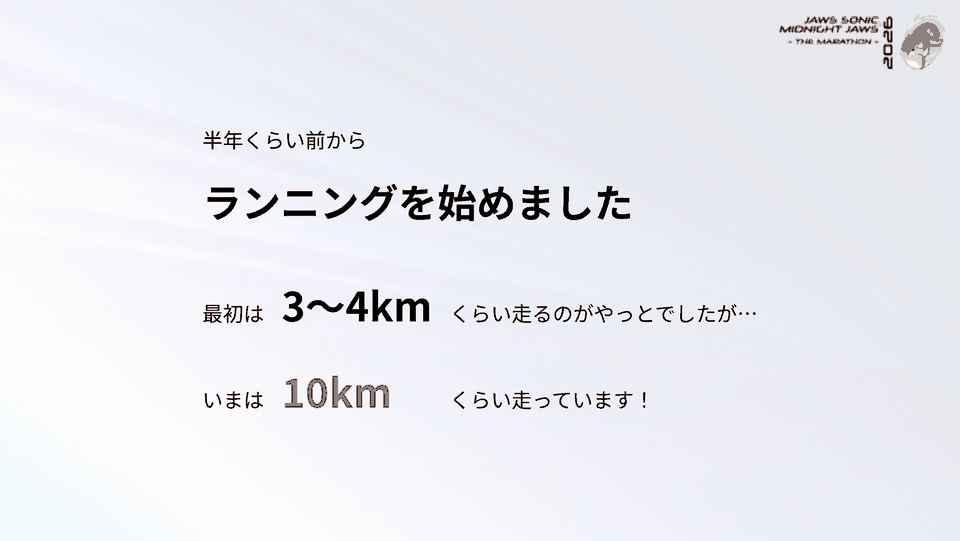 JAWS SONIC
MIDNIGHT JAWS
- THE MARATHON -
2026
半年くらい前から
ランニングを始めました
最初は 3〜4km くらい走るのがやっとでしたが…
いまは 10km くらい走っています！